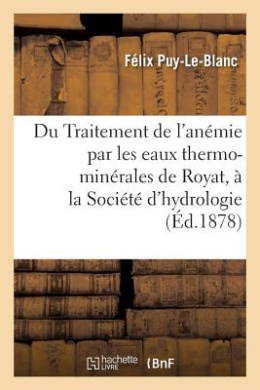 Félix Puy-Le-Blanc
Du Traitement de l'anémie par les eaux thermo-
minérales de Royat, à la Société d'hydrologie
(Éd.1878)
hachette
LIVRE
{BnF